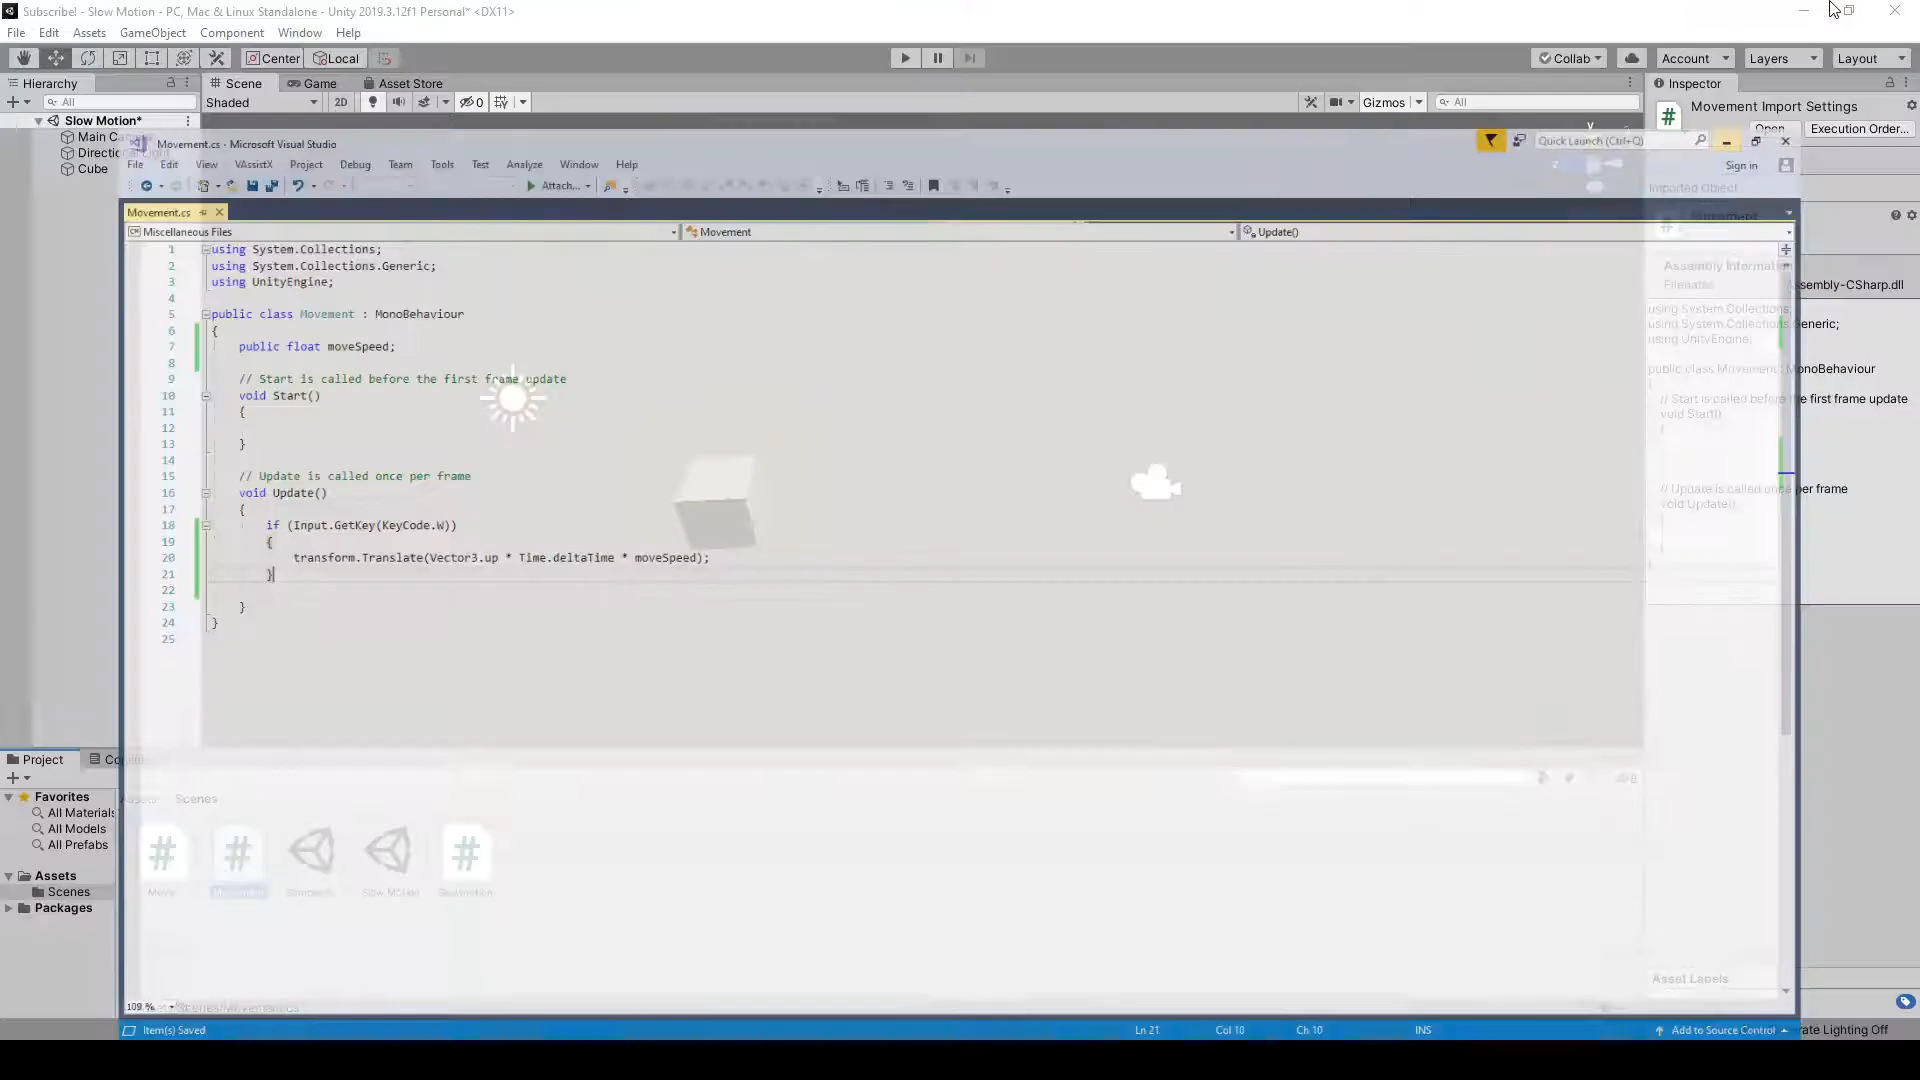 Subscribe! - Slow Motion - PC, Mac & Linux Standalone - Unity 2019.3.12f1 Personal* <DX11>
File Edit Assets GameObject Component Window Help
Center Local Collab Account Layers Layout
Hierarchy Scene Game Asset Store Inspector
All Shaded 2D 0 Gizmos All Movement Import Settings
Slow Motion* Open... Execution Order...
Main
Directional
Cube
Movement.cs - Microsoft Visual Studio Quick Launch (Ctrl+Q)
File Edit View VAssistX Project Debug Team Tools Test Analyze Window Help Sign in
Attach...
Imported Object
Movement.cs
Miscellaneous Files Movement Update()
1 using System.Collections;
2 using System.Collections.Generic;
3 using UnityEngine;
4
5 public class Movement : MonoBehaviour
6 {
7 public float moveSpeed;
8
9 // Start is called before the first frame update
10 void Start()
11 {
12
13 }
14
15 // Update is called once per frame
16 void Update()
17 {
18 if (Input.GetKey(KeyCode.W))
19 {
20 transform.Translate(Vector3.up * Time.deltaTime * moveSpeed);
21 }
22
23 }
24 }
25
Assembly Information
Filename Assembly-CSharp.dll
using System.Collections;
using System.Collections.Generic;
using UnityEngine;
public class Movement : MonoBehaviour
// Start is called before the first frame update
void Start()
{
// Update is called once per frame
void Update()
Project
Favorites
All Materials
All Models
All Prefabs
Assets
Scenes
Packages
Assets Scenes
Movement Slow Motion
Asset Labels
109 %
Item(s) Saved Ln 21 Col 10 Ch 10 INS Add to Source Control rate Lighting Off